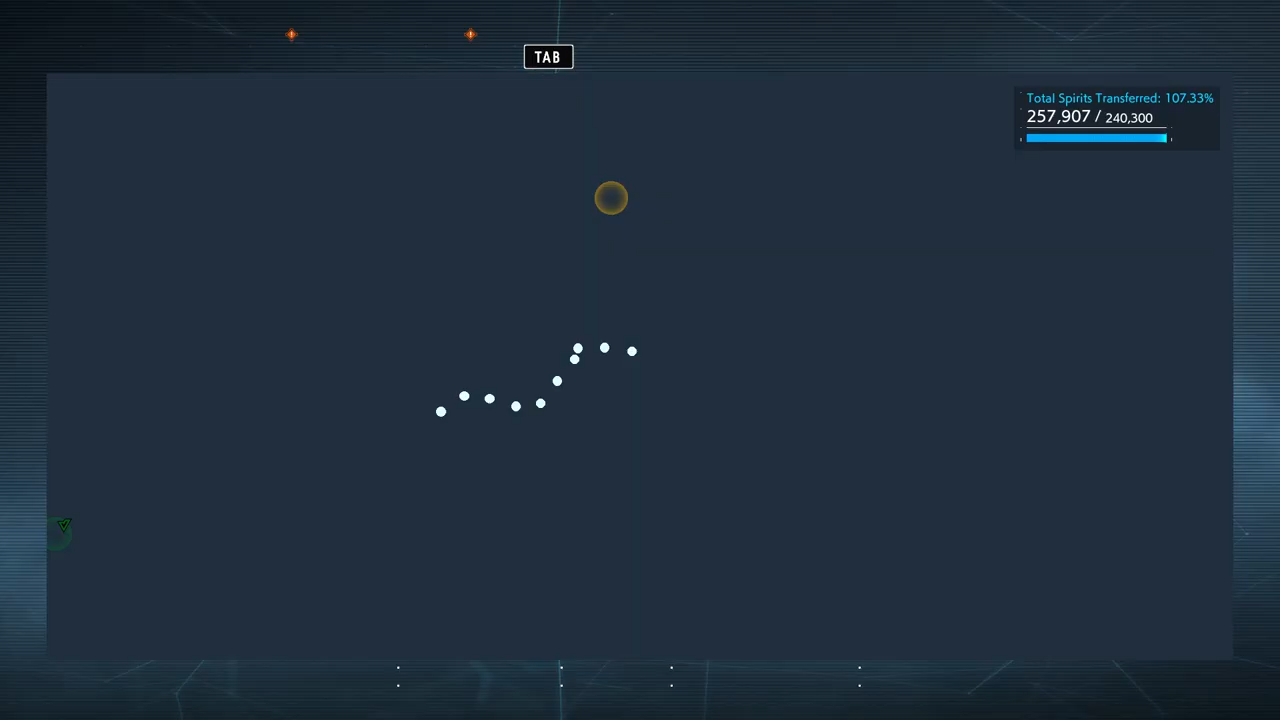 TAB
Total Spirits Transferred: 107.33%
257,907 / 240,300